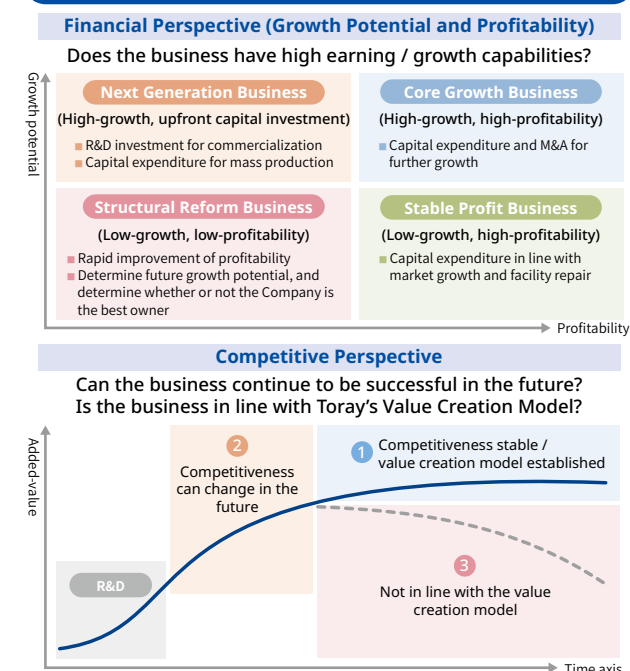 Financial Perspective (Growth Potential and Profitability)
Does the business have high earning / growth capabilities?
Growth potential
Next Generation Business
(High-growth, upfront capital investment)
■ R&D investment for commercialization
■ Capital expenditure for mass production
Core Growth Business
(High-growth, high-profitability)
■ Capital expenditure and M&A for
further growth
Structural Reform Business
(Low-growth, low-profitability)
■ Rapid improvement of profitability
■ Determine future growth potential, and
determine whether or not the Company is
the best owner
Stable Profit Business
(Low-growth, high-profitability)
■ Capital expenditure in line with
market growth and facility repair
Profitability
Competitive Perspective
Can the business continue to be successful in the future?
Is the business in line with Toray's Value Creation Model?
Added-value
2
Competitiveness
can change in the
future
1
Competitiveness stable /
value creation model established
R&D
3
Not in line with the value
creation model
Time axis